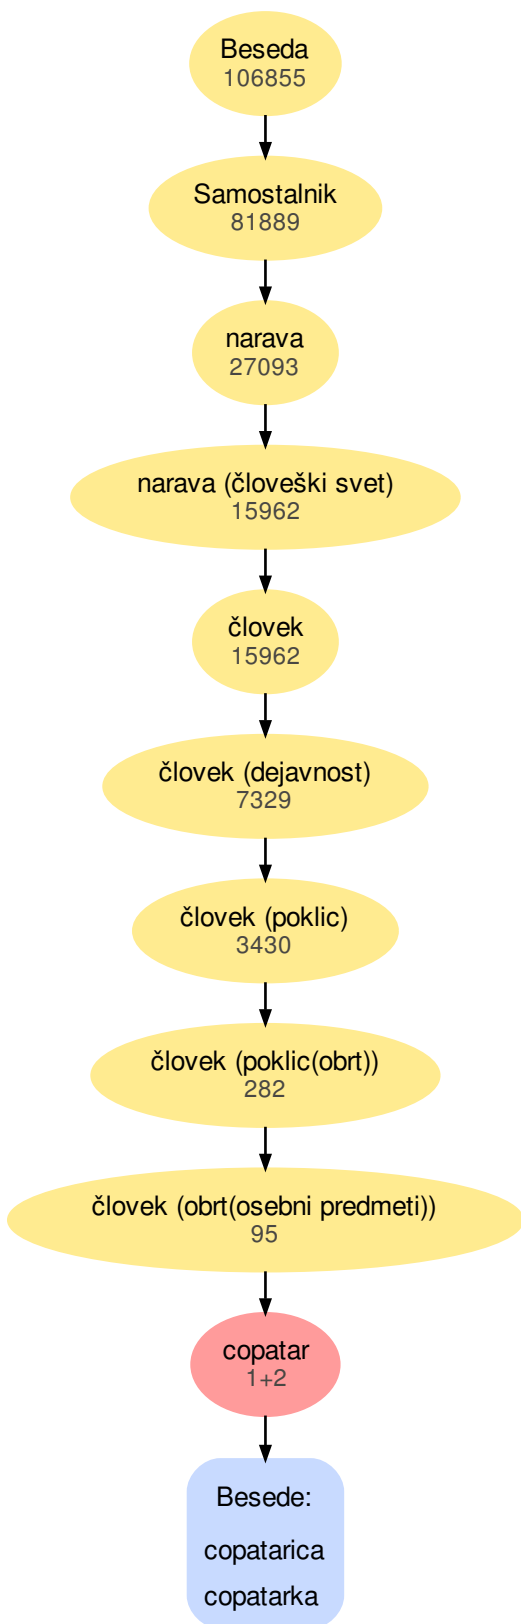 Beseda
106855
Samostalnik
81889
narava
27093
narava (človeški svet)
15962
človek
15962
človek (dejavnost)
7329
človek (poklic)
3430
človek (poklic(obrt))
282
človek (obrt(osebni predmeti))
95
copatar
1+2
Besede:
copatarica
copatarka